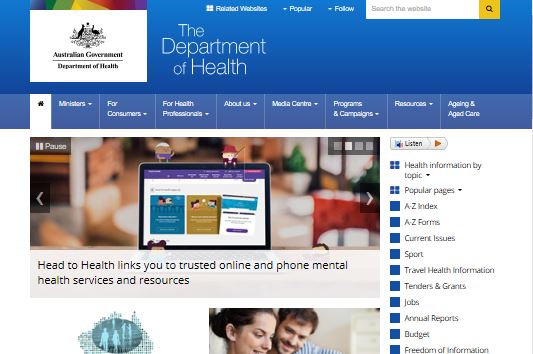 Related Websites
Popular
Follow
Search the website
Australian Government
Department of Health
The
Department
of Health
Ministers
For
Consumers
For Health
Professionals
About us
Media Centre
Programs
& Campaigns
Resources
Ageing &
Aged Care
Pause
Head to Health links you to trusted online and phone mental
health services and resources
Listen
Health information by
topic
Popular pages
A-Z Index
A-Z Forms
Current Issues
Sport
Travel Health Information
Tenders & Grants
Jobs
Annual Reports
Budget
Freedom of Information